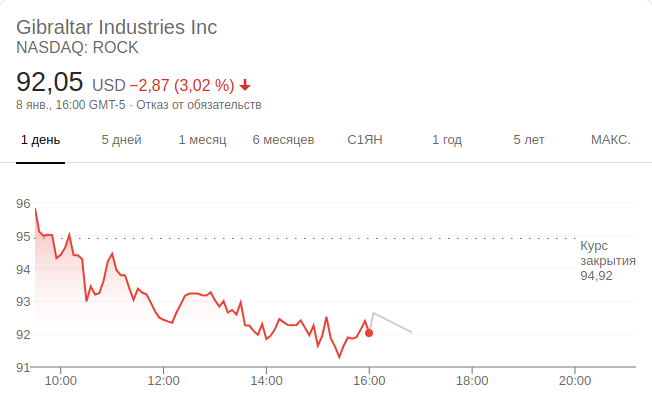 Gibraltar Industries Inc
NASDAQ: ROCK
92,05 USD −2,87 (3,02 %)
8 янв., 16:00 GMT-5 · Отказ от обязательств
1 день 5 дней 1 месяц 6 месяцев С1ЯН 1 год 5 лет МАКС.
96
95
94
93
92
91
Курс
закрытия
94,92
10:00 12:00 14:00 16:00 18:00 20:00